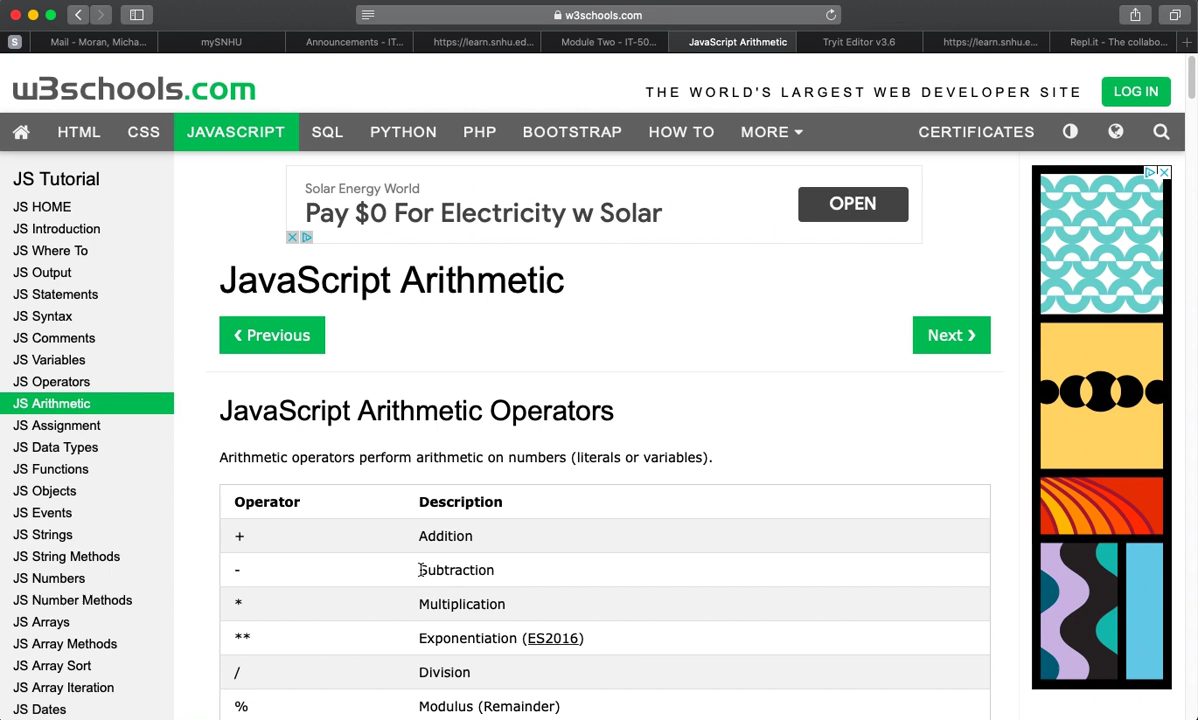 w3schools.com
S
Mail - Moran, Micha...
mySNHU
Announcements - IT...
https://learn.snhu.ed...
Module Two - IT-50...
JavaScript Arithmetic
Tryit Editor v3.6
https://learn.snhu.e...
Repl.it - The collabo...
w3schools.com
THE WORLD'S LARGEST WEB DEVELOPER SITE
LOG IN
HTML CSS JAVASCRIPT SQL PYTHON PHP BOOTSTRAP HOW TO MORE CERTIFICATES
JS Tutorial
JS HOME
JS Introduction
JS Where To
JS Output
JS Statements
JS Syntax
JS Comments
JS Variables
JS Operators
JS Arithmetic
JS Assignment
JS Data Types
JS Functions
JS Objects
JS Events
JS Strings
JS String Methods
JS Numbers
JS Number Methods
JS Arrays
JS Array Methods
JS Array Sort
JS Array Iteration
JS Dates
Solar Energy World
Pay $0 For Electricity w Solar
OPEN
JavaScript Arithmetic
❮ Previous
Next ❯
JavaScript Arithmetic Operators
Arithmetic operators perform arithmetic on numbers (literals or variables).
Operator Description
+ Addition
- Subtraction
* Multiplication
** Exponentiation (ES2016)
/ Division
% Modulus (Remainder)